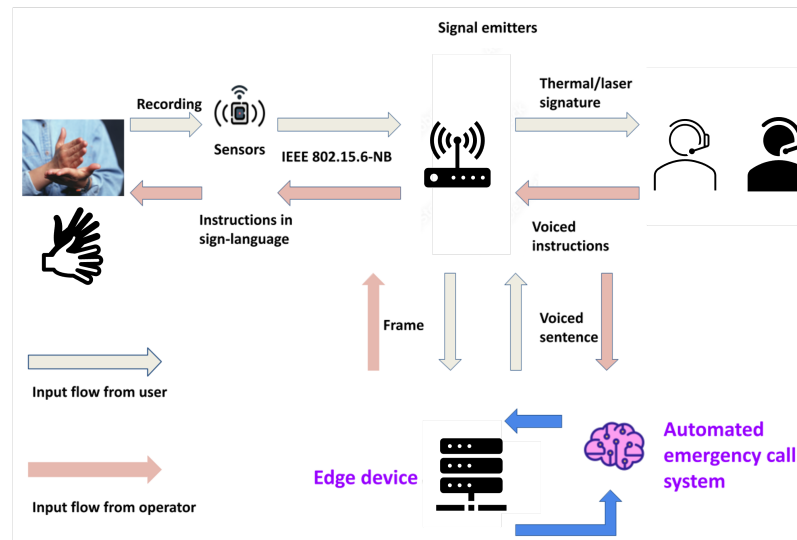 Signal emitters
Recording
Thermal/laser
signature
Sensors
IEEE 802.15.6-NB
Instructions in
sign-language
Voiced
instructions
Frame
Voiced
sentence
Input flow from user
Automated
emergency call
system
Edge device
Input flow from operator